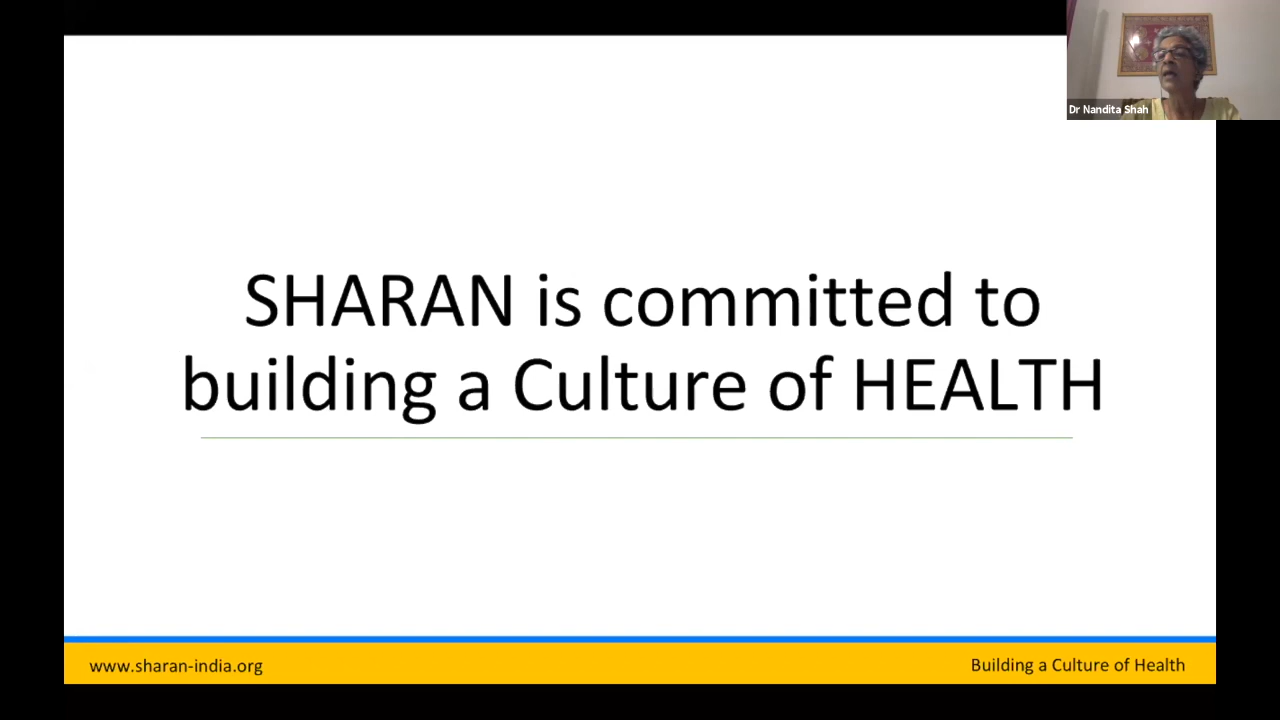 Dr Nandita Shah
SHARAN is committed to
building a Culture of HEALTH
www.sharan-india.org
Building a Culture of Health